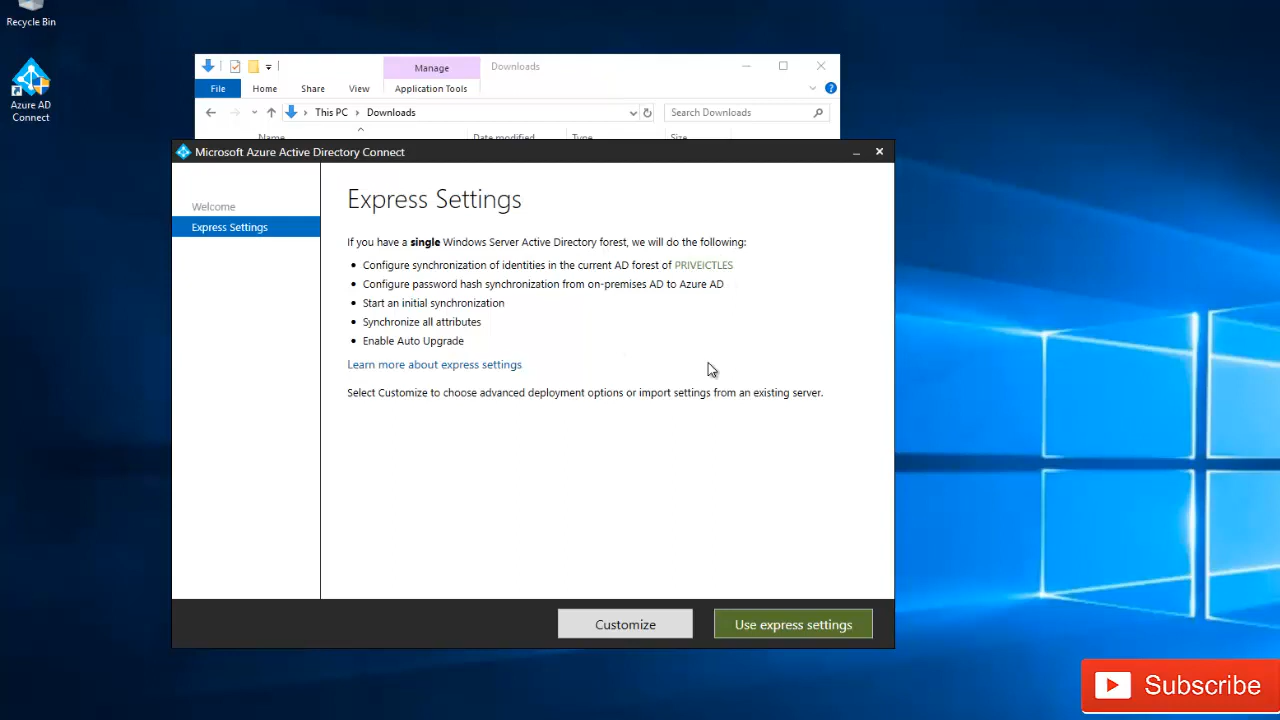 Recycle Bin
Azure AD
Connect
Manage
Downloads
File
Home
Share
View
Application Tools
This PC
Downloads
Search Downloads
Name
Date modified
Type
Size
Microsoft Azure Active Directory Connect
Welcome
Express Settings
Express Settings
If you have a single Windows Server Active Directory forest, we will do the following:
• Configure synchronization of identities in the current AD forest of PRIVEICTLES
• Configure password hash synchronization from on-premises AD to Azure AD
• Start an initial synchronization
• Synchronize all attributes
• Enable Auto Upgrade
Learn more about express settings
Select Customize to choose advanced deployment options or import settings from an existing server.
Customize
Use express settings
Subscribe